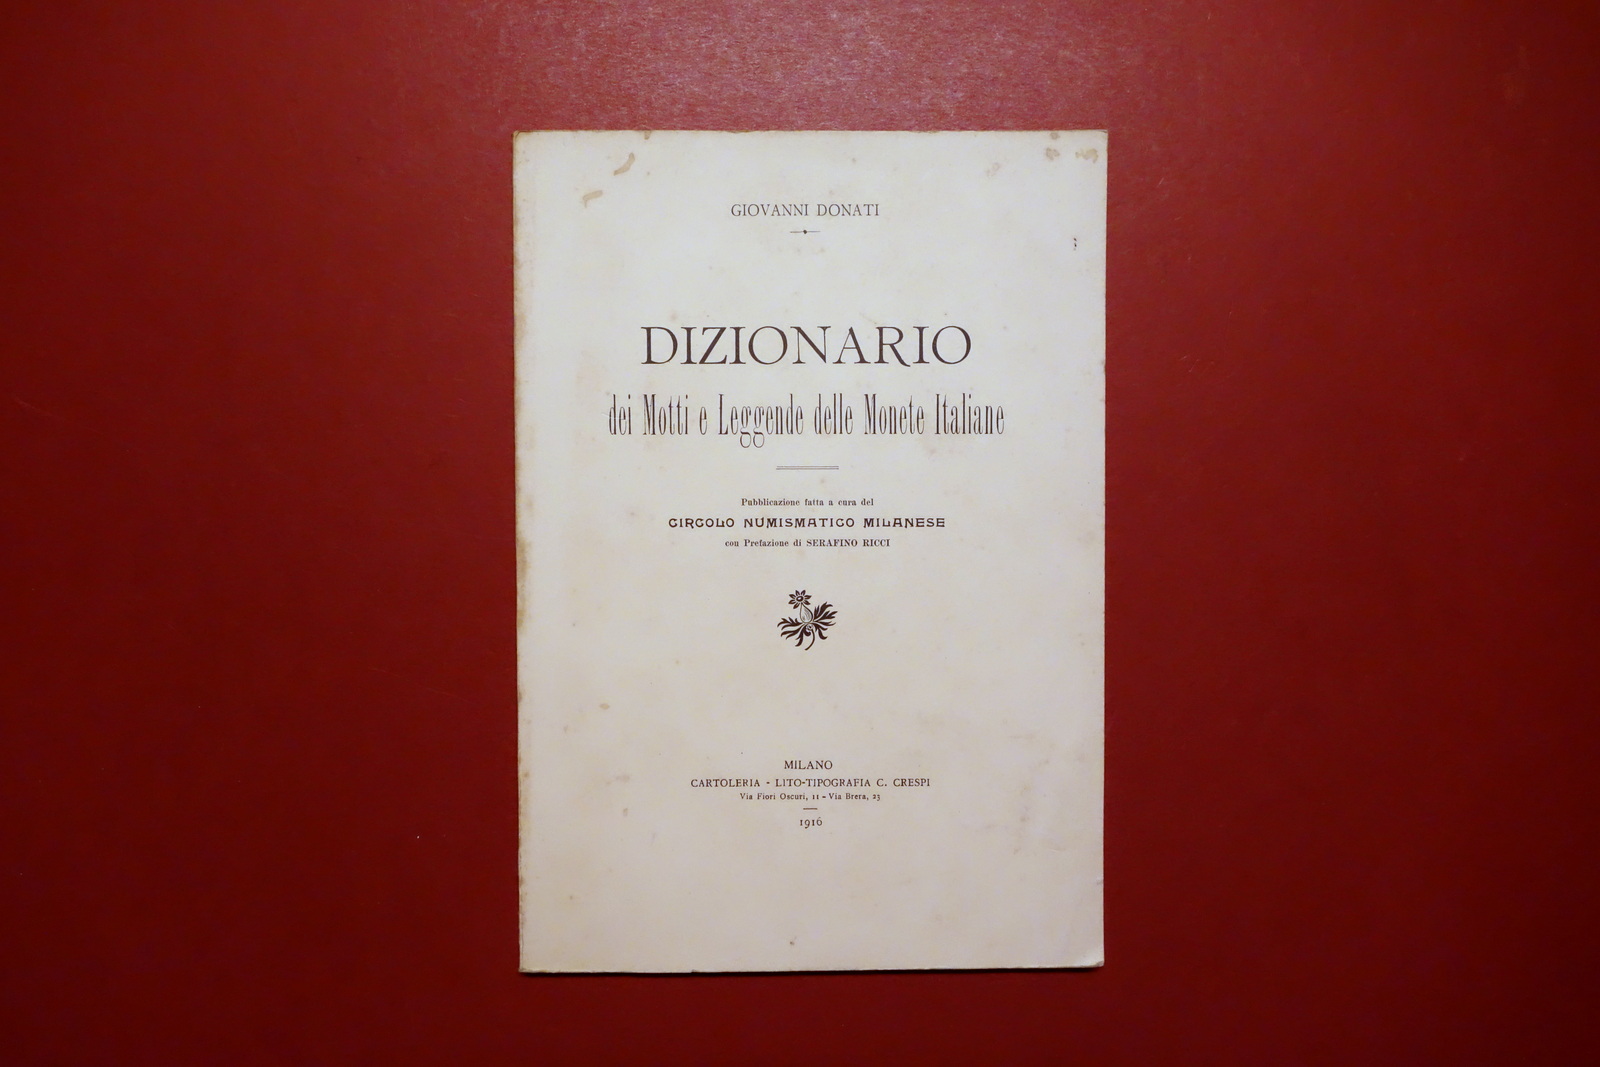 GIOVANNI DONATI
DIZIONARIO
dei Motti e Leggende delle Monete Italiane
Pubblicazione fatta a cura del
CIRCOLO NUMISMATICO MILANESE
con Prefazione di SERAFINO RICCI
MILANO
CARTOLERIA - LITO-TIPOGRAFIA C. CRESPI
Via Fiori Oscuri, 11 - Via Brera, 23
1916